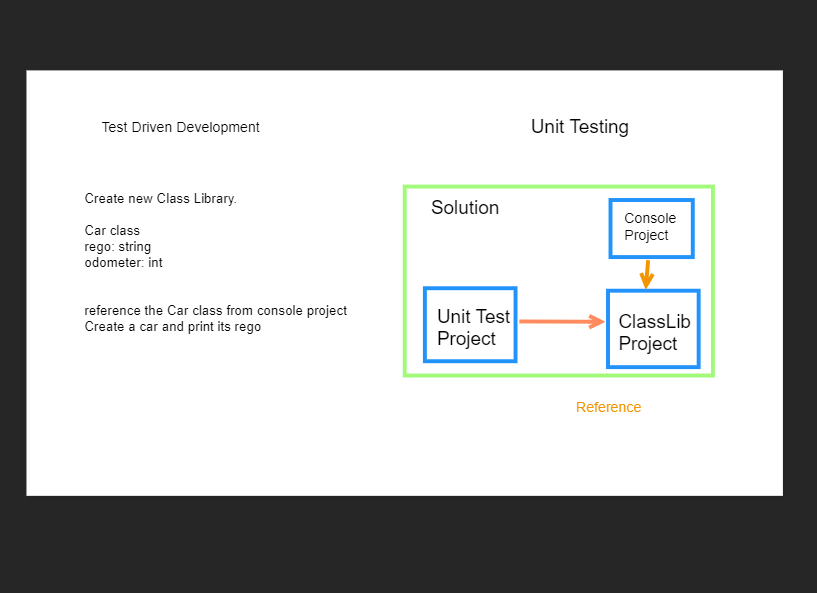 Test Driven Development
Unit Testing
Create new Class Library.
Car class
rego: string
odometer: int
reference the Car class from console project
Create a car and print its rego
Solution
Console
Project
Unit Test
Project
ClassLib
Project
Reference